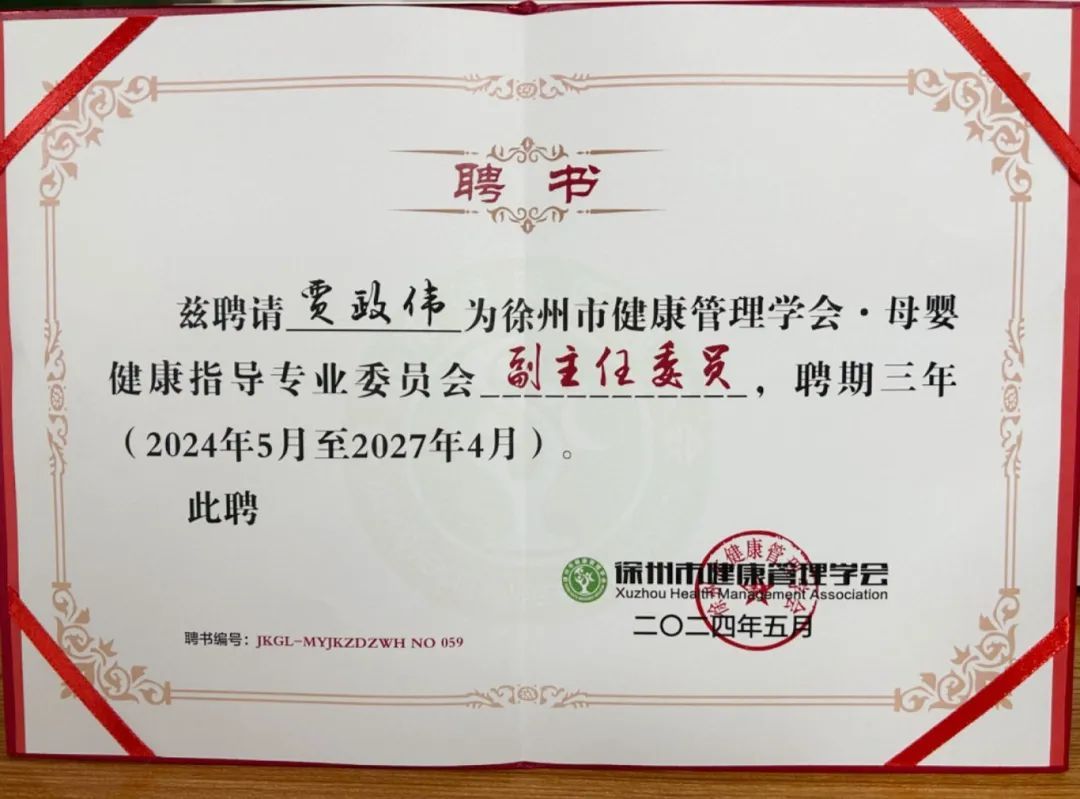 聘 书
兹聘请 贾政伟 为徐州市健康管理学会·母婴
健康指导专业委员会 副主任委员 ，聘期三年
（2024年5月至2027年4月）。
此聘
徐州市健康管理学会
Xuzhou Health Management Association
二〇二四年五月
聘书编号：JKGL-MYJKZDZWH NO 059